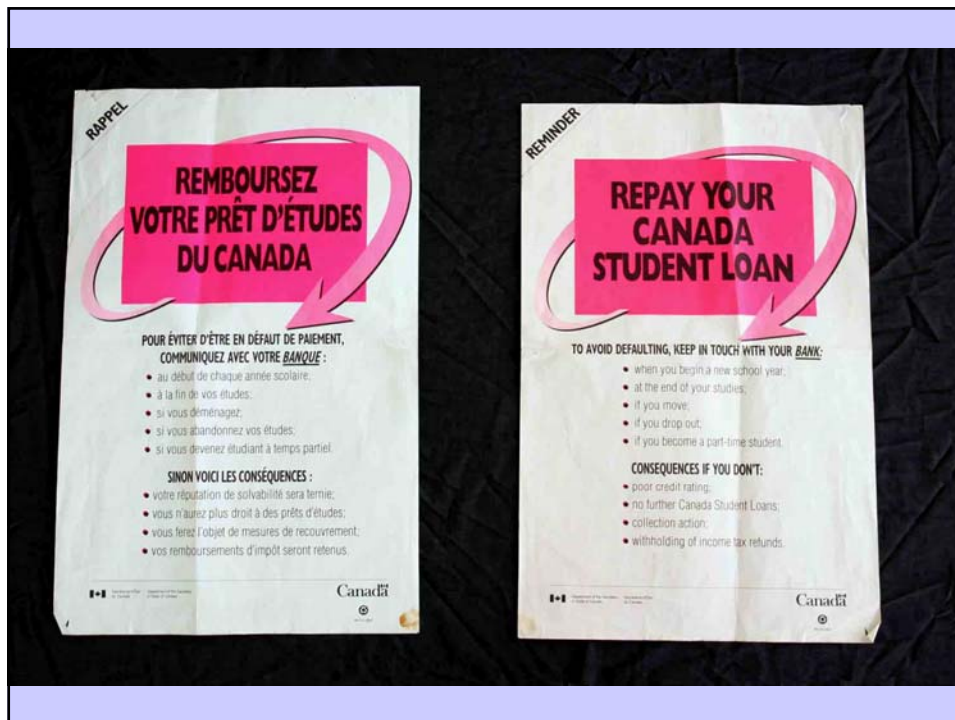 RAPPEL
REMBOURSEZ
VOTRE PRÊT D'ÉTUDES
DU CANADA
POUR ÉVITER D'ÊTRE EN DÉFAUT DE PAIEMENT,
COMMUNIQUEZ AVEC VOTRE BANQUE :
• au début de chaque année scolaire;
• à la fin de vos études;
• si vous déménagez;
• si vous abandonnez vos études;
• si vous devenez étudiant à temps partiel.
SINON VOICI LES CONSÉQUENCES :
• votre réputation de solvabilité sera ternie;
• vous n'aurez plus droit à des prêts d'études;
• vous ferez l'objet de mesures de recouvrement;
• vos remboursements d'impôt seront retenus.
Canada
REMINDER
REPAY YOUR
CANADA
STUDENT LOAN
TO AVOID DEFAULTING, KEEP IN TOUCH WITH YOUR BANK:
• when you begin a new school year;
• at the end of your studies;
• if you move;
• if you drop out;
• if you become a part-time student.
CONSEQUENCES IF YOU DON'T:
• poor credit rating;
• no further Canada Student Loans;
• collection action;
• withholding of income tax refunds.
Canada